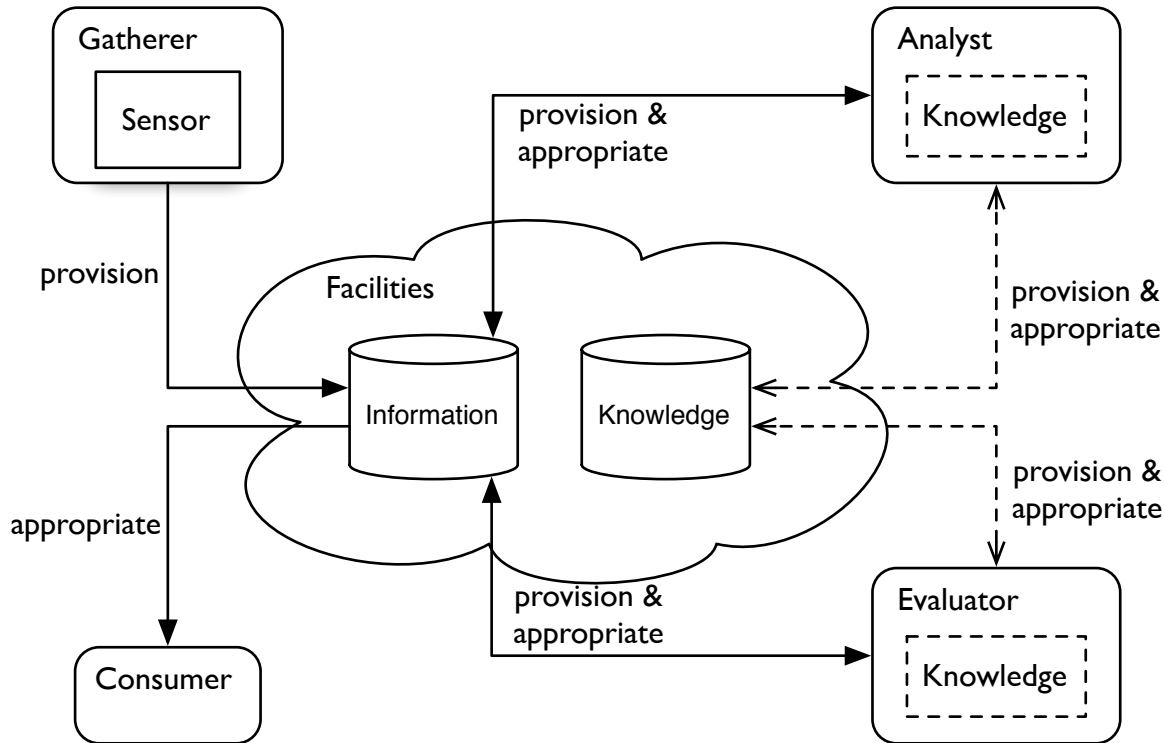 Gatherer
Sensor
Analyst
Knowledge
provision &
appropriate
provision
Facilities
provision &
appropriate
Information
Knowledge
appropriate
provision &
appropriate
provision &
appropriate
Evaluator
Knowledge
Consumer